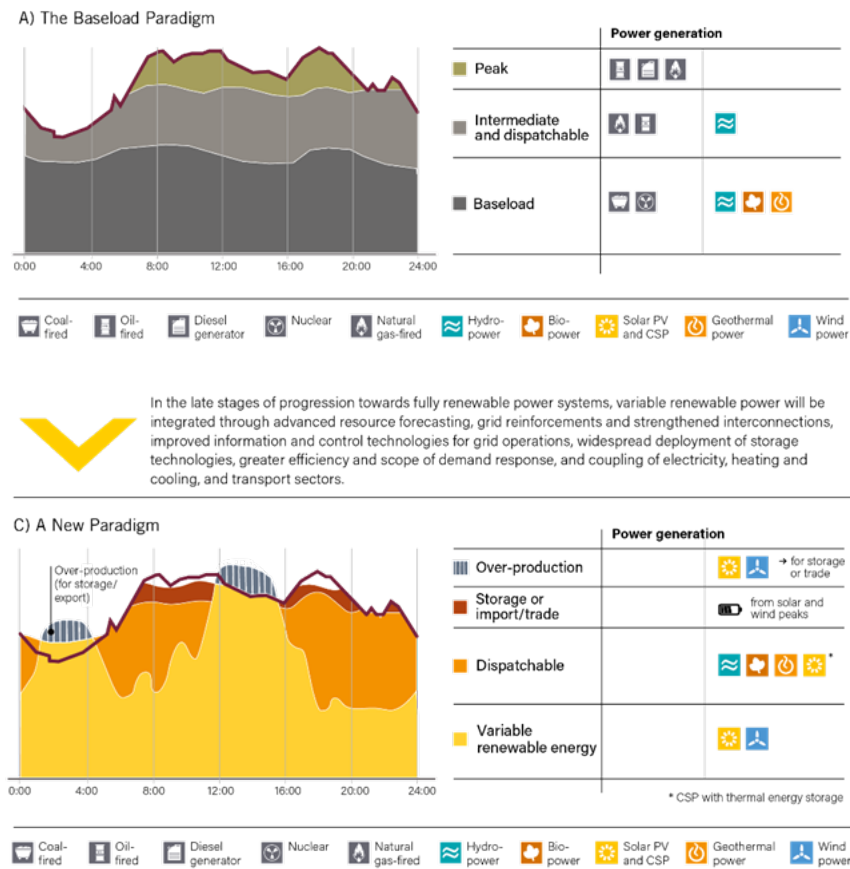 A) The Baseload Paradigm
Power generation
Peak
Intermediate
and dispatchable
Baseload
0:00 4:00 8:00 12:00 16:00 20:00 24:00
Coal-
fired
Oil-
fired
Diesel
generator
Nuclear
Natural
gas-fired
Hydro-
power
Bio-
power
Solar PV
and CSP
Geothermal
power
Wind
power
In the late stages of progression towards fully renewable power systems, variable renewable power will be
integrated through advanced resource forecasting, grid reinforcements and strengthened interconnections,
improved information and control technologies for grid operations, widespread deployment of storage
technologies, greater efficiency and scope of demand response, and coupling of electricity, heating and
cooling, and transport sectors.
C) A New Paradigm
Power generation
Over-production
(for storage/
export)
Over-production
→ for storage
or trade
Storage or
import/trade
from solar and
wind peaks
Dispatchable
*
Variable
renewable energy
0:00 4:00 8:00 12:00 16:00 20:00 24:00
* CSP with thermal energy storage
Coal-
fired
Oil-
fired
Diesel
generator
Nuclear
Natural
gas-fired
Hydro-
power
Bio-
power
Solar PV
and CSP
Geothermal
power
Wind
power